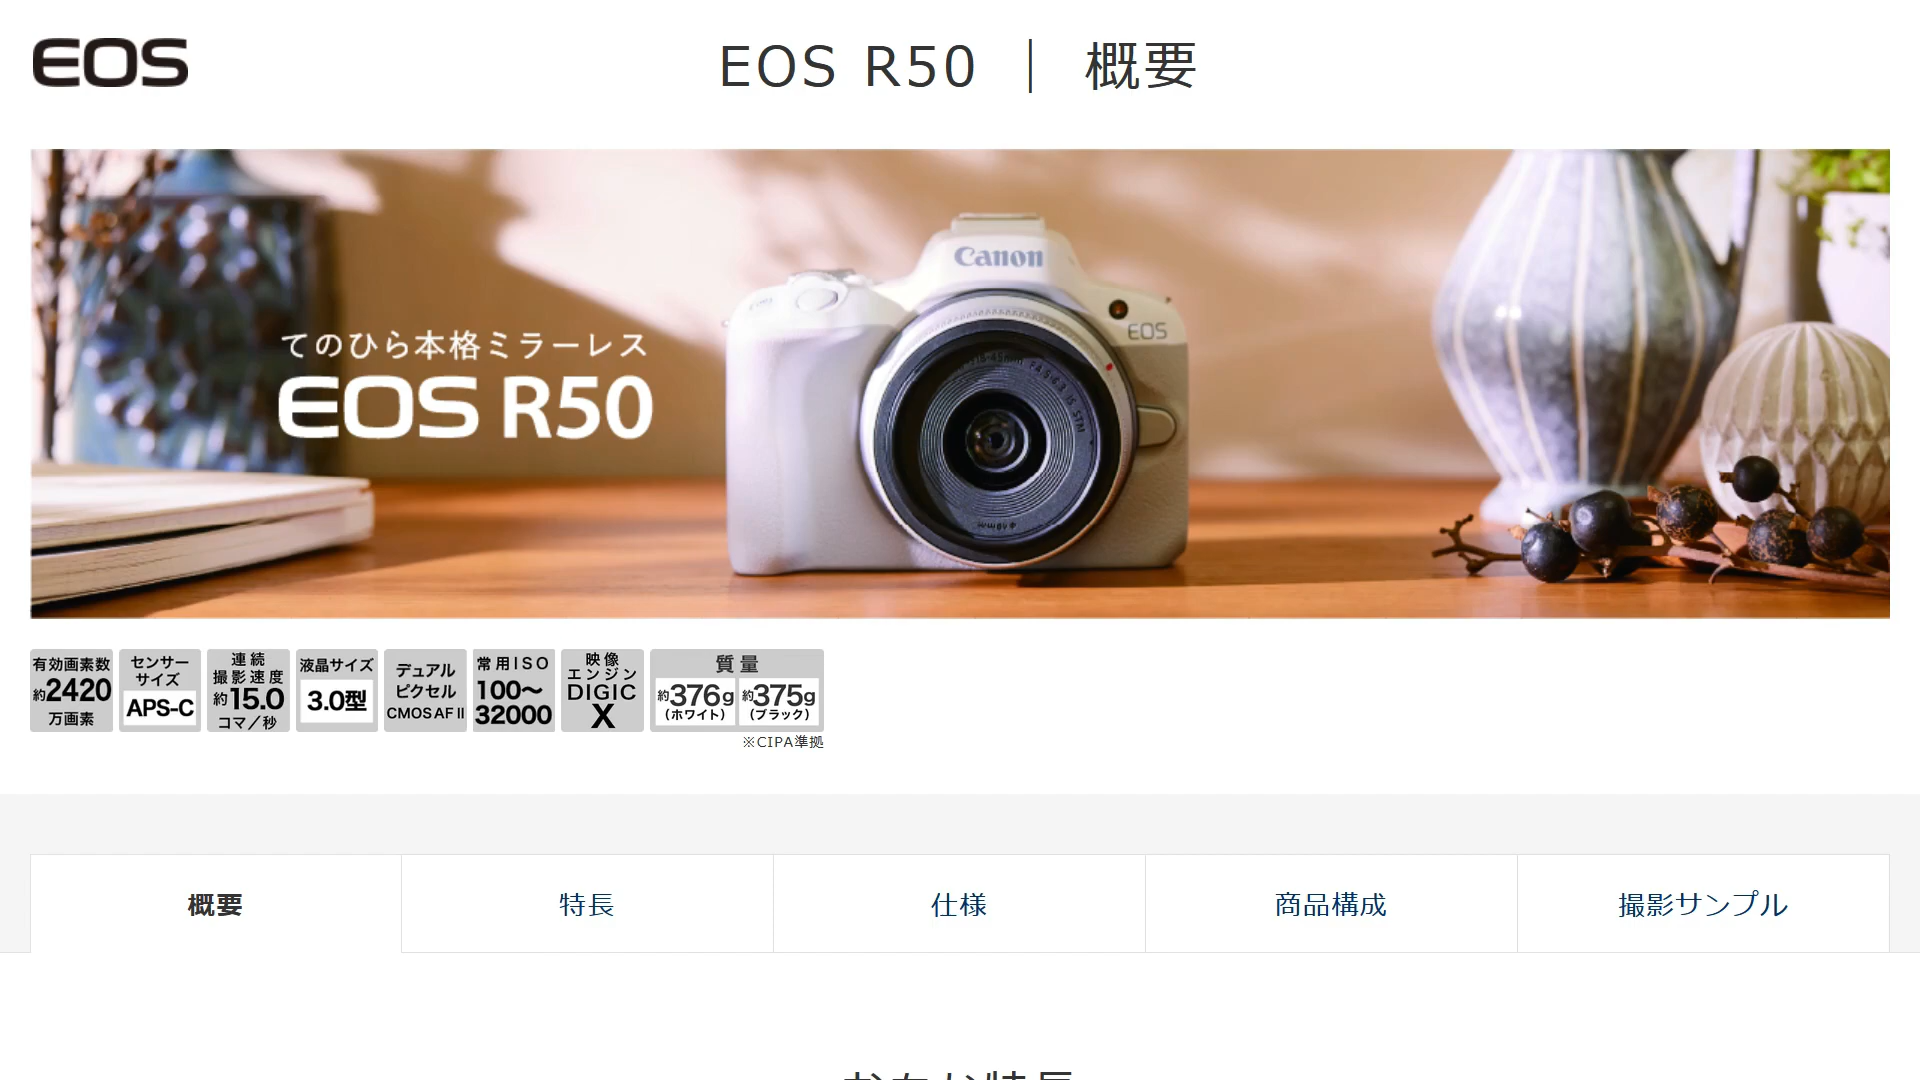 EOS
EOS R50 ｜ 概要
Canon
EOS
てのひら本格ミラーレス
EOS R50
有効画素数
約2420
万画素
センサー
サイズ
APS-C
連続
撮影速度
約15.0
コマ／秒
液晶サイズ
3.0型
デュアル
ピクセル
CMOS AF II
常用ISO
100～
32000
映像
エンジン
DIGIC
X
質量
約376g
（ホワイト）
約375g
（ブラック）
※CIPA準拠
概要
特長
仕様
商品構成
撮影サンプル